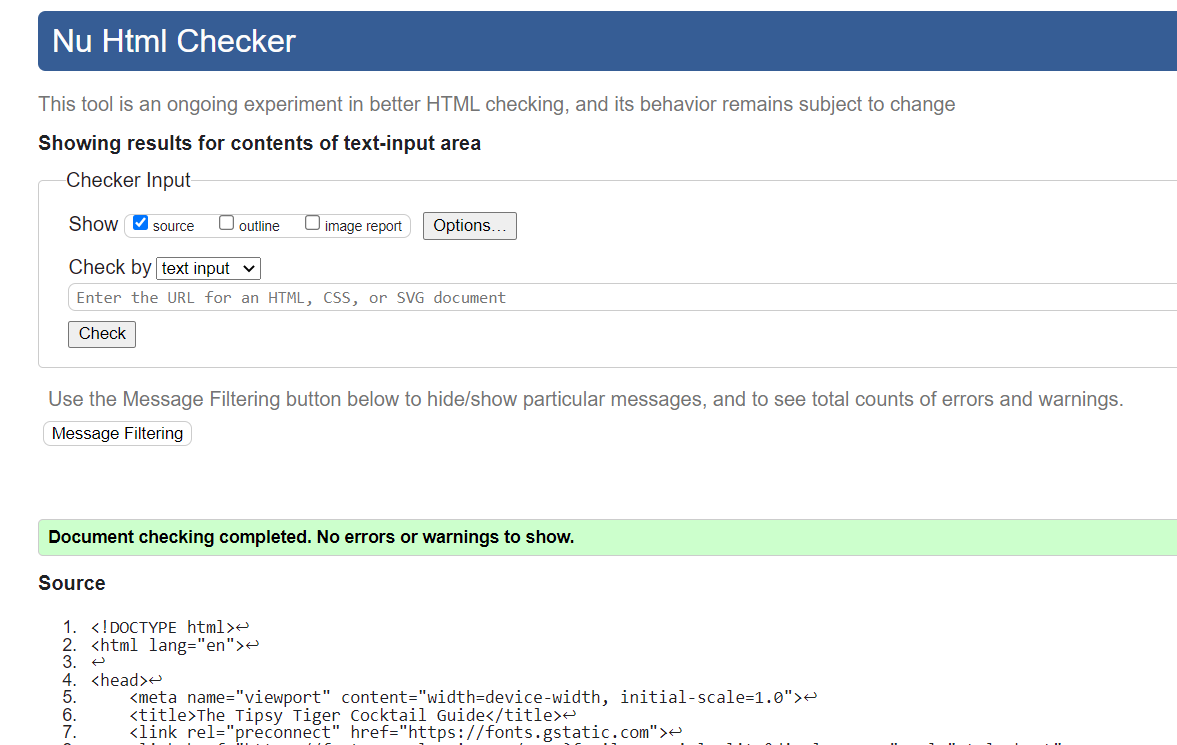 Nu Html Checker
This tool is an ongoing experiment in better HTML checking, and its behavior remains subject to change
Showing results for contents of text-input area
Checker Input
Show source outline image report Options…
Check by text input
Enter the URL for an HTML, CSS, or SVG document
Check
Use the Message Filtering button below to hide/show particular messages, and to see total counts of errors and warnings.
Message Filtering
Document checking completed. No errors or warnings to show.
Source
1. <!DOCTYPE html>↩
2. <html lang="en">↩
3. ↩
4. <head>↩
5. <meta name="viewport" content="width=device-width, initial-scale=1.0">↩
6. <title>The Tipsy Tiger Cocktail Guide</title>↩
7. <link rel="preconnect" href="https://fonts.gstatic.com">↩